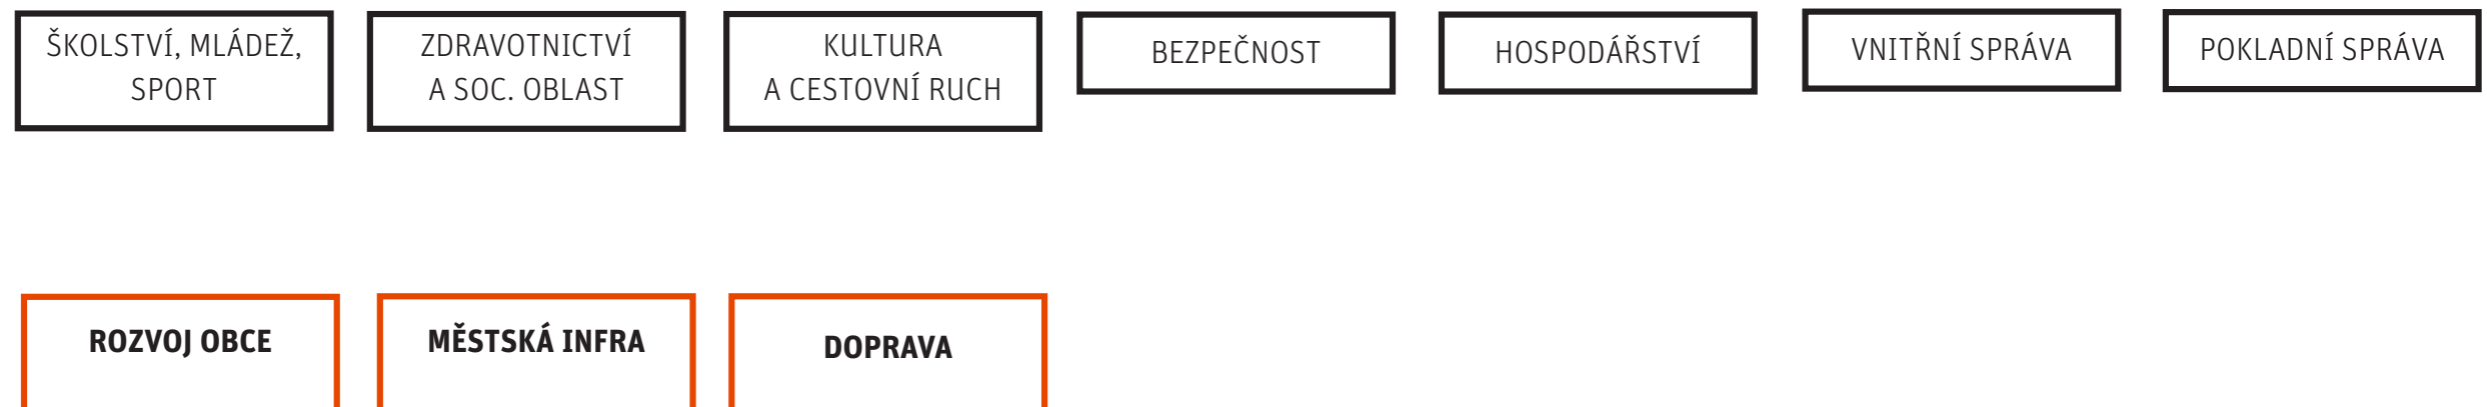 ŠKOLSTVÍ, MLÁDEŽ,
SPORT
ZDRAVOTNICTVÍ
A SOC. OBLAST
KULTURA
A CESTOVNÍ RUCH
BEZPEČNOST
HOSPODÁŘSTVÍ
VNITŘNÍ SPRÁVA
POKLADNÍ SPRÁVA
ROZVOJ OBCE
MĚSTSKÁ INFRA
DOPRAVA